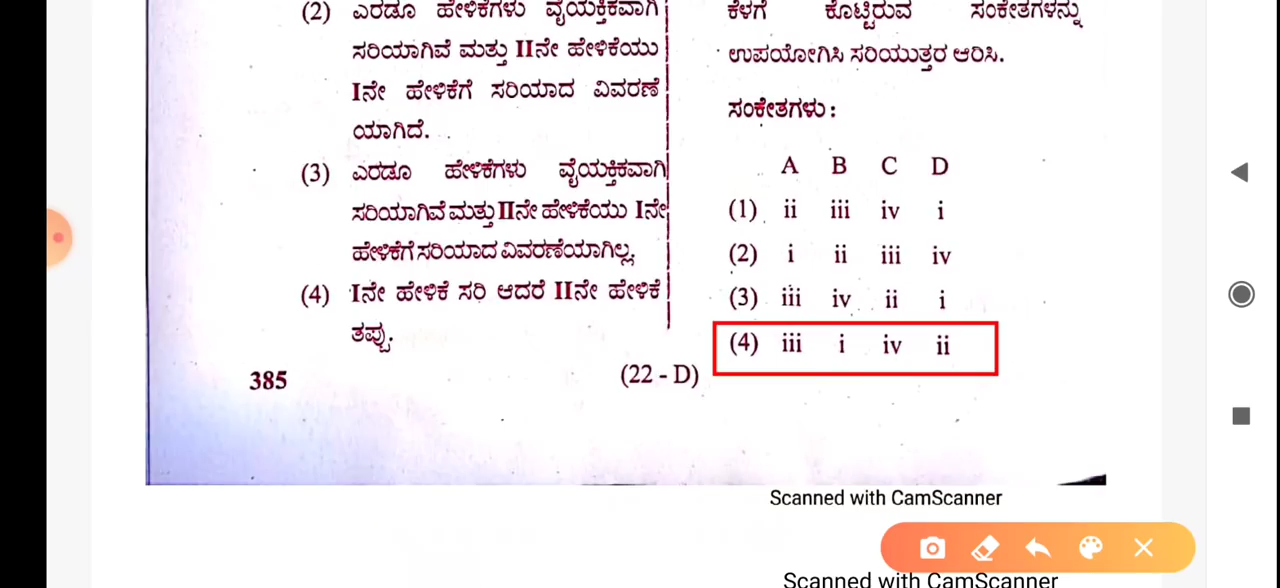 (2) ಎರಡೂ ಹೇಳಿಕೆಗಳು ವೈಯಕ್ತಿಕವಾಗಿ
ಸರಿಯಾಗಿವೆ ಮತ್ತು IIನೇ ಹೇಳಿಕೆಯು
Iನೇ ಹೇಳಿಕೆಗೆ ಸರಿಯಾದ ವಿವರಣೆ
ಯಾಗಿದೆ.
(3) ಎರಡೂ ಹೇಳಿಕೆಗಳು ವೈಯಕ್ತಿಕವಾಗಿ
ಸರಿಯಾಗಿವೆ ಮತ್ತು IIನೇ ಹೇಳಿಕೆಯು Iನೇ
ಹೇಳಿಕೆಗೆ ಸರಿಯಾದ ವಿವರಣೆಯಾಗಿಲ್ಲ.
(4) Iನೇ ಹೇಳಿಕೆ ಸರಿ ಆದರೆ IIನೇ ಹೇಳಿಕೆ
ತಪ್ಪು.
385
(22 - D)
ಕೆಳಗೆ ಕೊಟ್ಟಿರುವ ಸಂಕೇತಗಳನ್ನು
ಉಪಯೋಗಿಸಿ ಸರಿಯುತ್ತರ ಆರಿಸಿ.
ಸಂಕೇತಗಳು :
A B C D
(1) ii iii iv i
(2) i ii iii iv
(3) iii iv ii i
(4) iii i iv ii
Scanned with CamScanner
Scanned with CamScanner